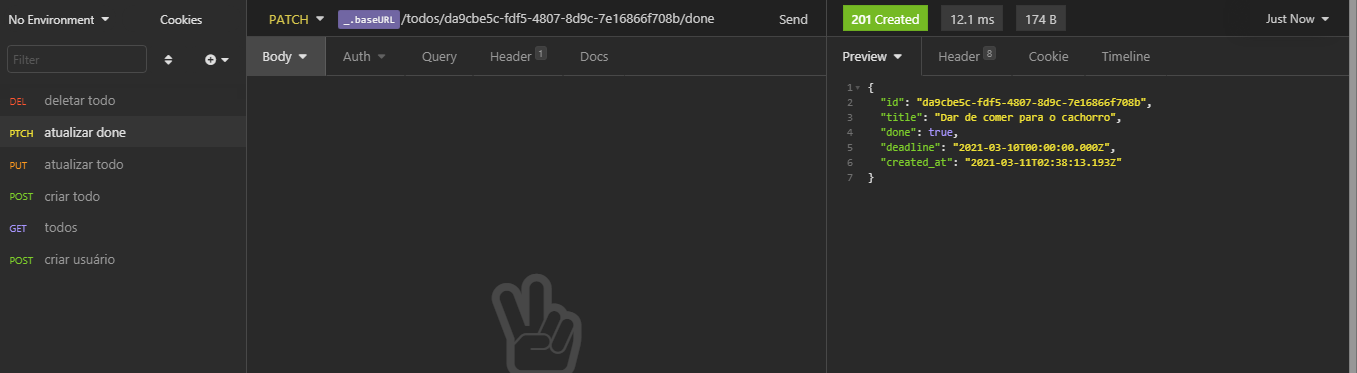 No Environment Cookies PATCH _.baseURL /todos/da9cbe5c-fdf5-4807-8d9c-7e16866f708b/done Send 201 Created 12.1 ms 174 B Just Now
Filter
Body Auth Query Header 1 Docs
Preview Header 8 Cookie Timeline
DEL deletar todo
PTCH atualizar done
PUT atualizar todo
POST criar todo
GET todos
POST criar usuário
1 {
2 "id": "da9cbe5c-fdf5-4807-8d9c-7e16866f708b",
3 "title": "Dar de comer para o cachorro",
4 "done": true,
5 "deadline": "2021-03-10T00:00:00.000Z",
6 "created_at": "2021-03-11T02:38:13.193Z"
7 }